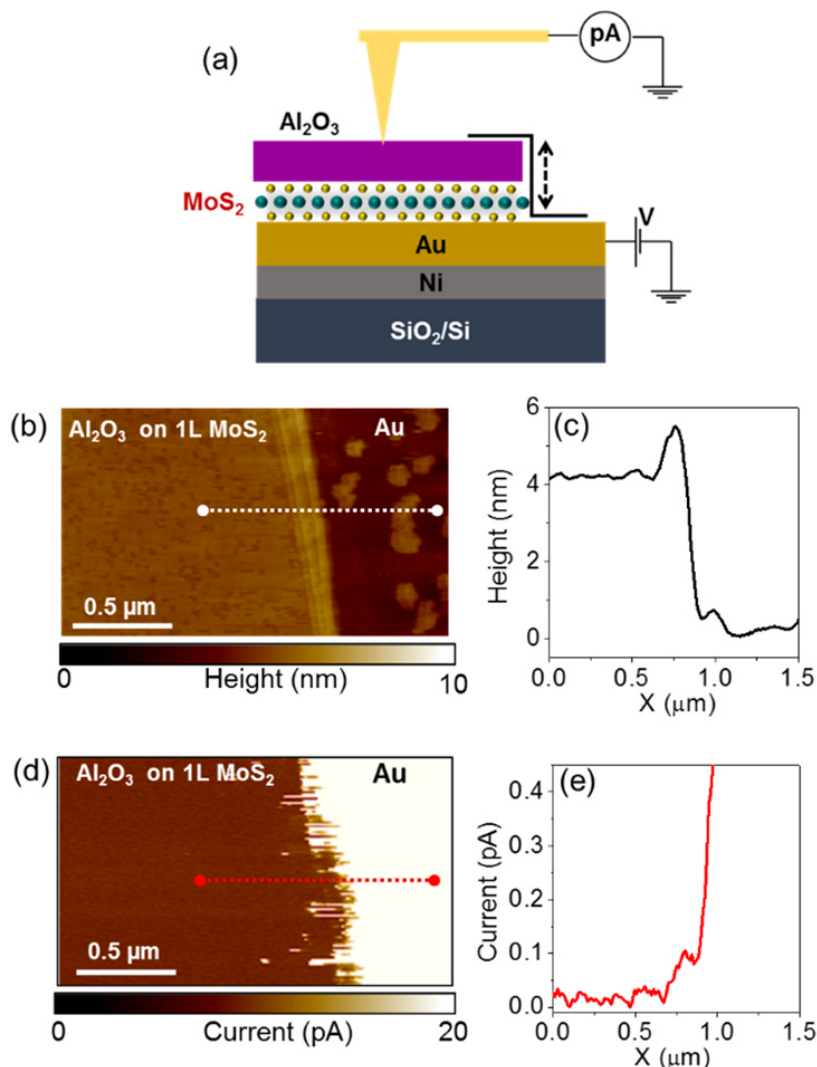 (a)
pA
Al₂O₃
MoS₂
V
Au
Ni
SiO₂/Si
(b)
Al₂O₃ on 1L MoS₂
Au
0.5 μm
0
Height (nm)
10
(c)
Height (nm)
6
4
2
0
0.0 0.5 1.0 1.5
X (μm)
(d)
Al₂O₃ on 1L MoS₂
Au
0.5 μm
0
Current (pA)
20
(e)
Current (pA)
0.4
0.3
0.2
0.1
0.0
0.0 0.5 1.0 1.5
X (μm)